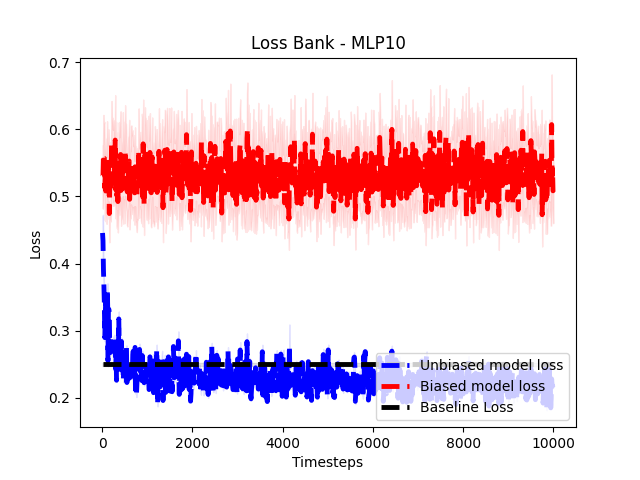 Loss Bank - MLP10
0.7
0.6
0.5
0.4
0.3
0.2
Loss
0
2000
4000
6000
8000
10000
Timesteps
Unbiased model loss
Biased model loss
Baseline Loss